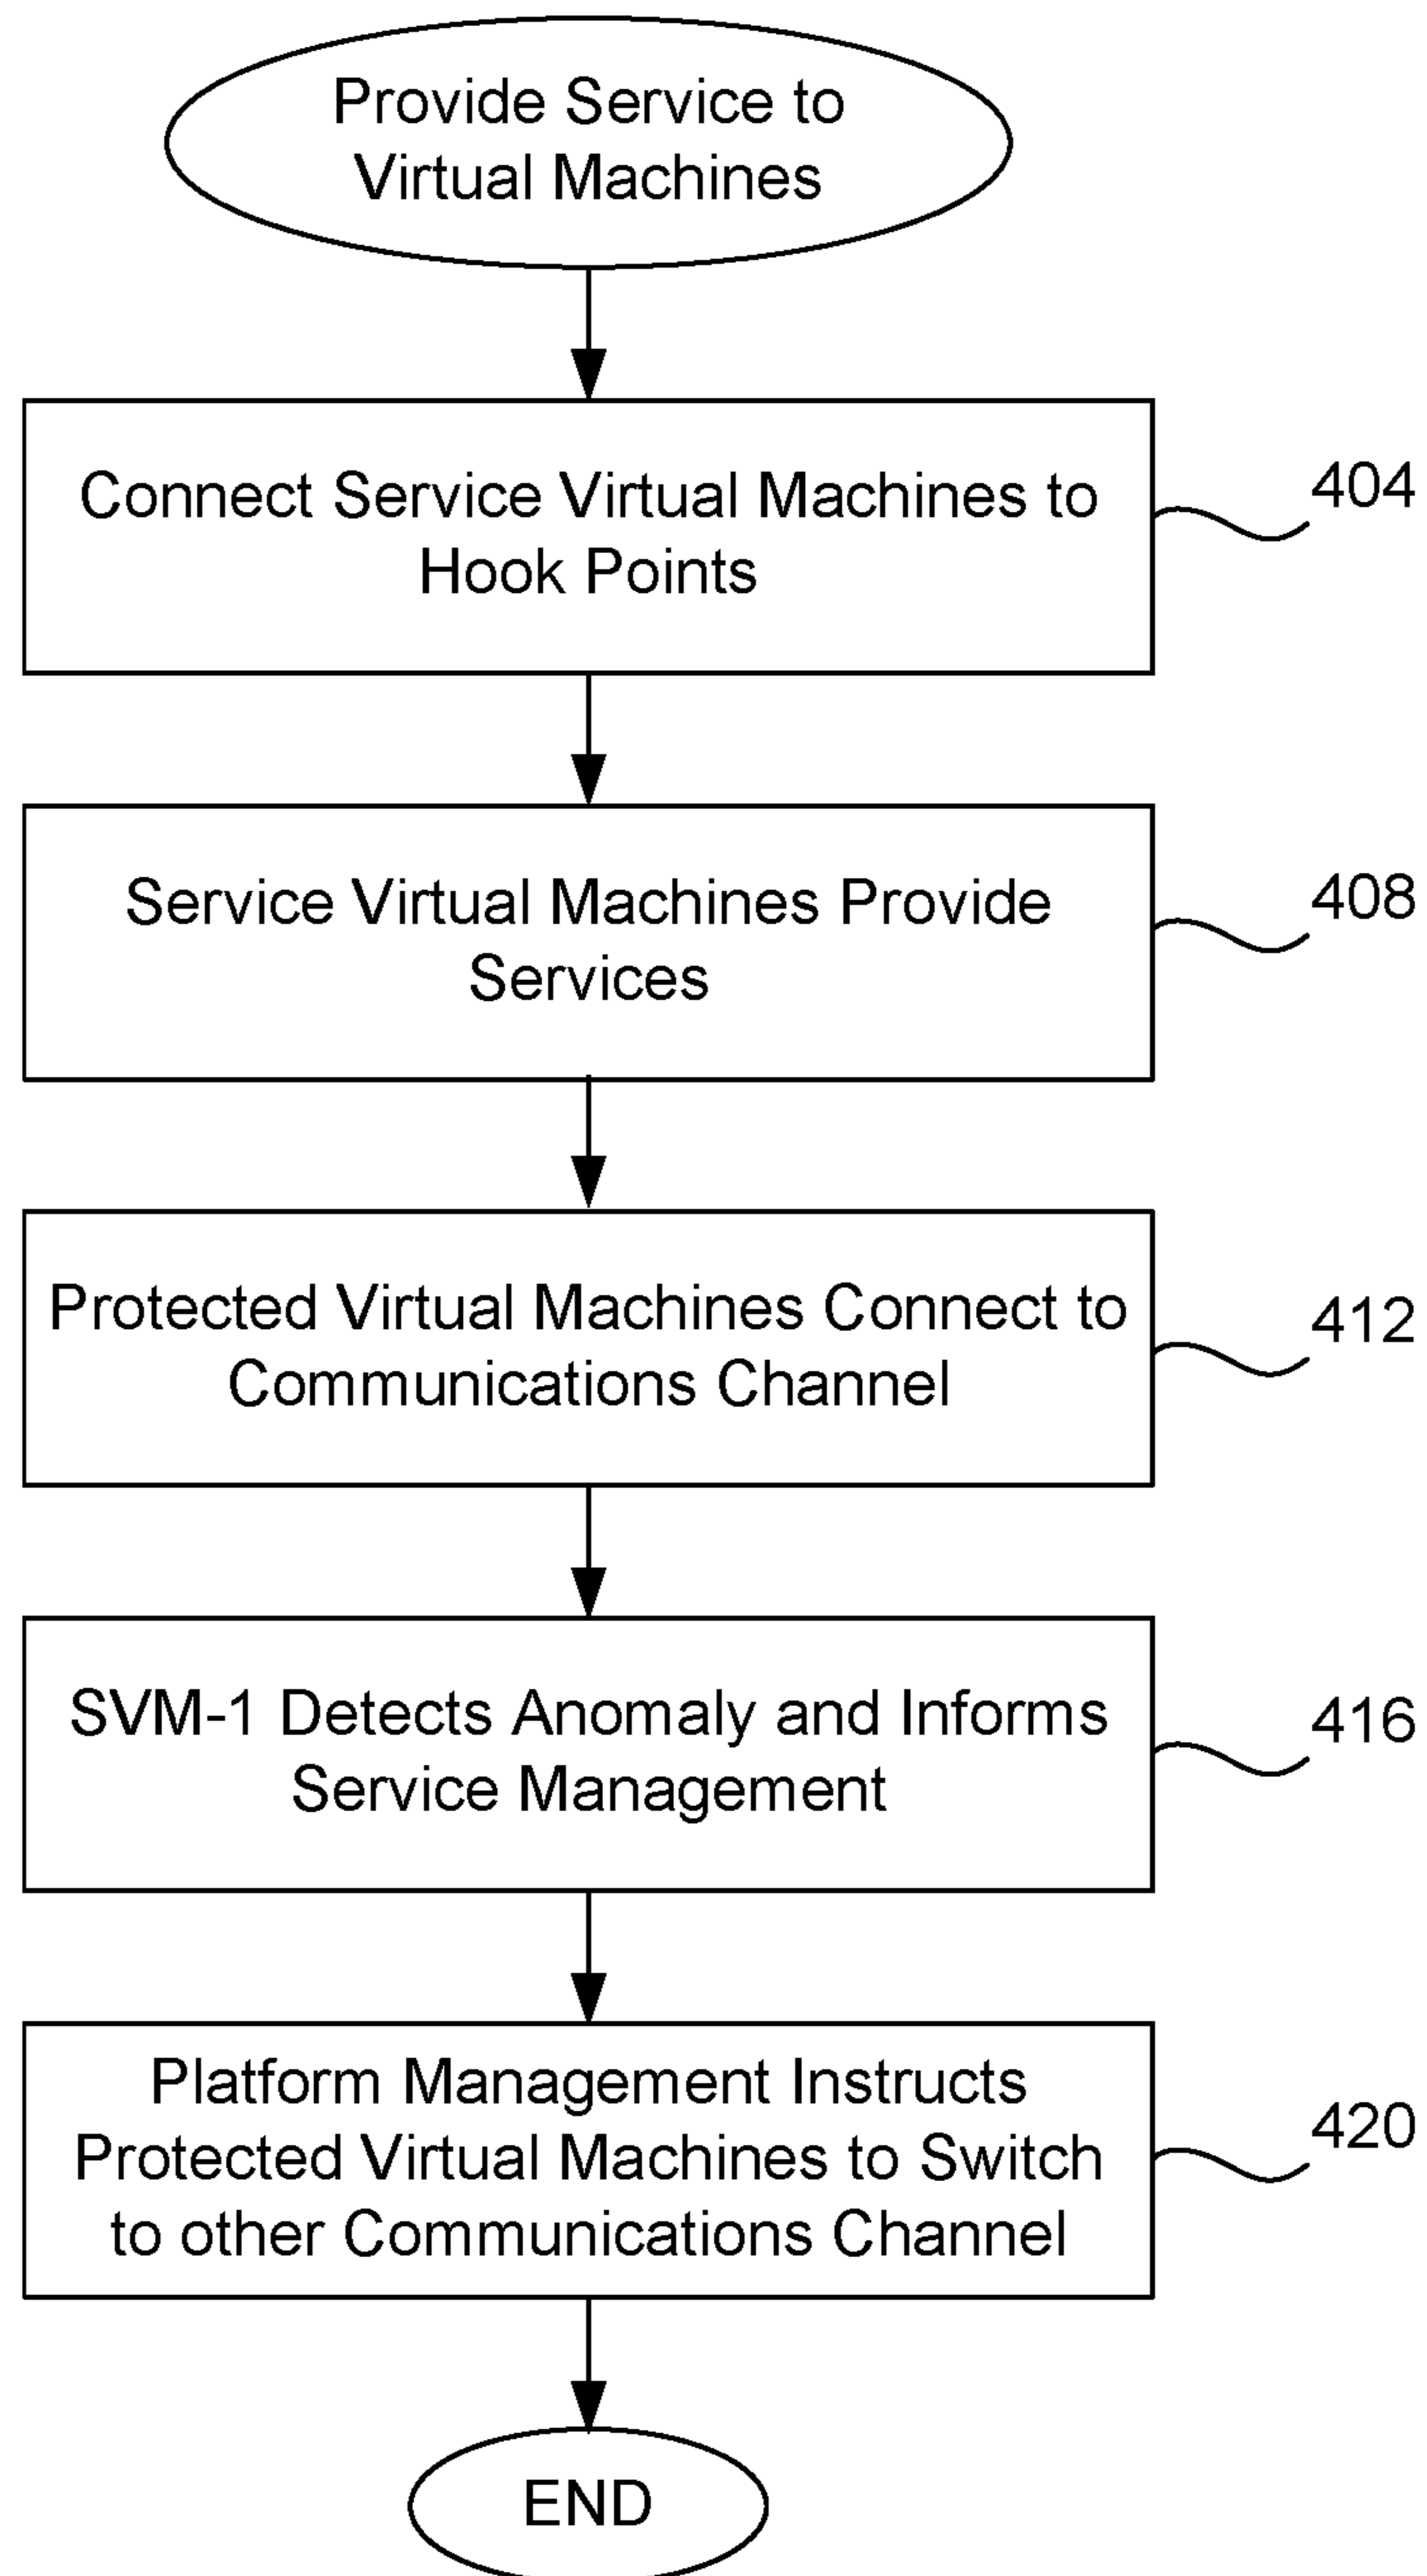 Provide Service to
Virtual Machines
Connect Service Virtual Machines to
Hook Points
404
Service Virtual Machines Provide
Services
408
Protected Virtual Machines Connect to
Communications Channel
412
SVM-1 Detects Anomaly and Informs
Service Management
416
Platform Management Instructs
Protected Virtual Machines to Switch
to other Communications Channel
420
END